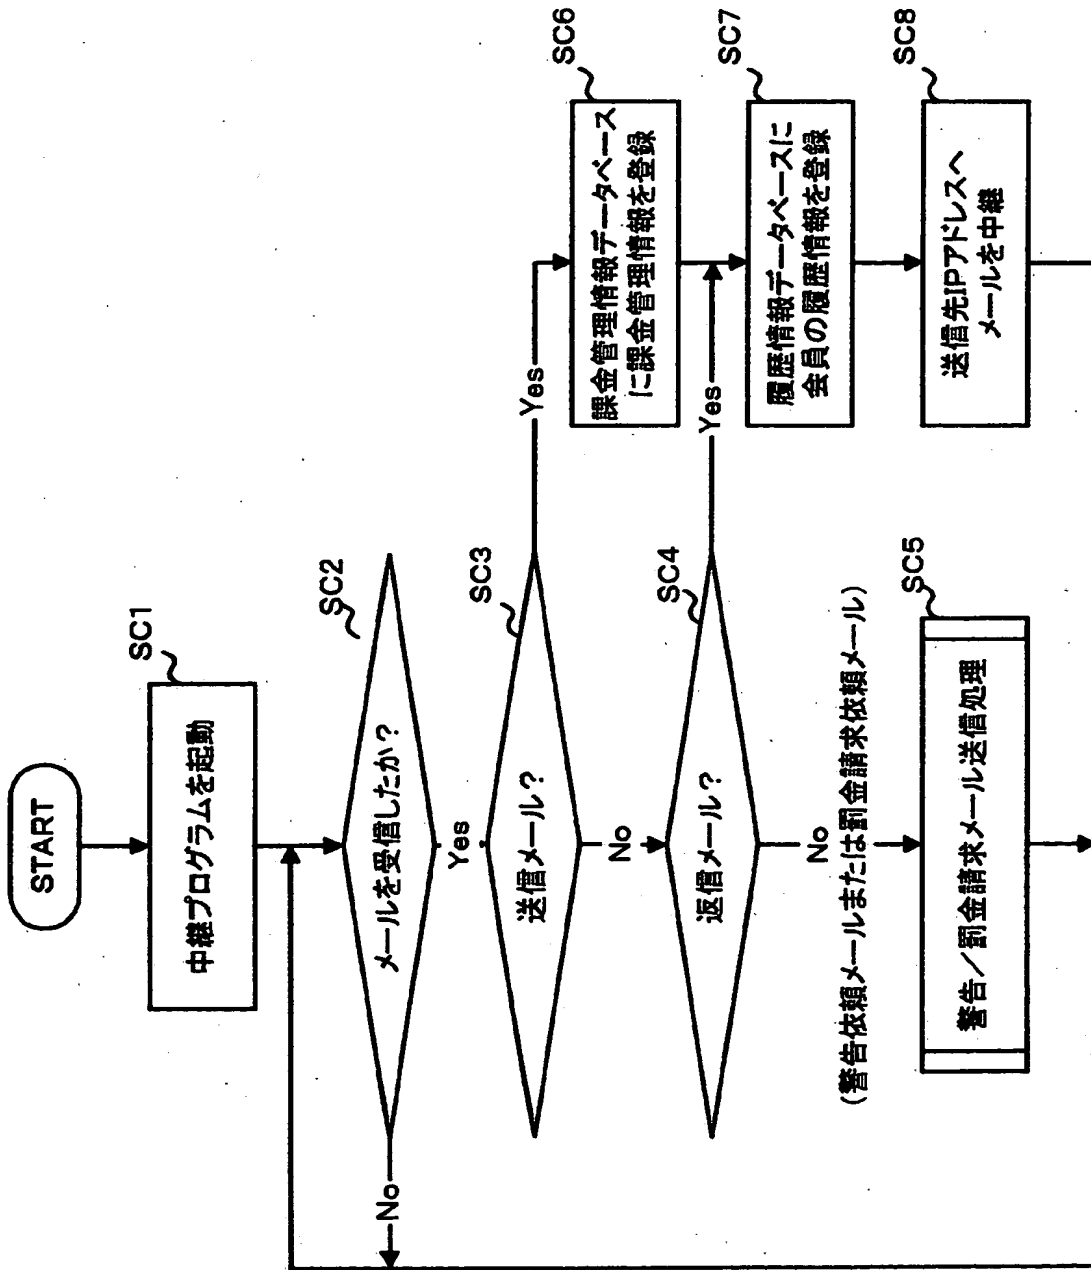 START
SC1
中継プログラムを起動
SC2
メールを受信したか？
No
Yes
SC3
送信メール？
Yes
No
SC4
返信メール？
Yes
No
(警告依頼メールまたは罰金請求依頼メール)
SC5
警告／罰金請求メール送信処理
SC6
課金管理情報データベース
に課金管理情報を登録
SC7
履歴情報データベースに
会員の履歴情報を登録
SC8
送信先IPアドレスへ
メールを中継